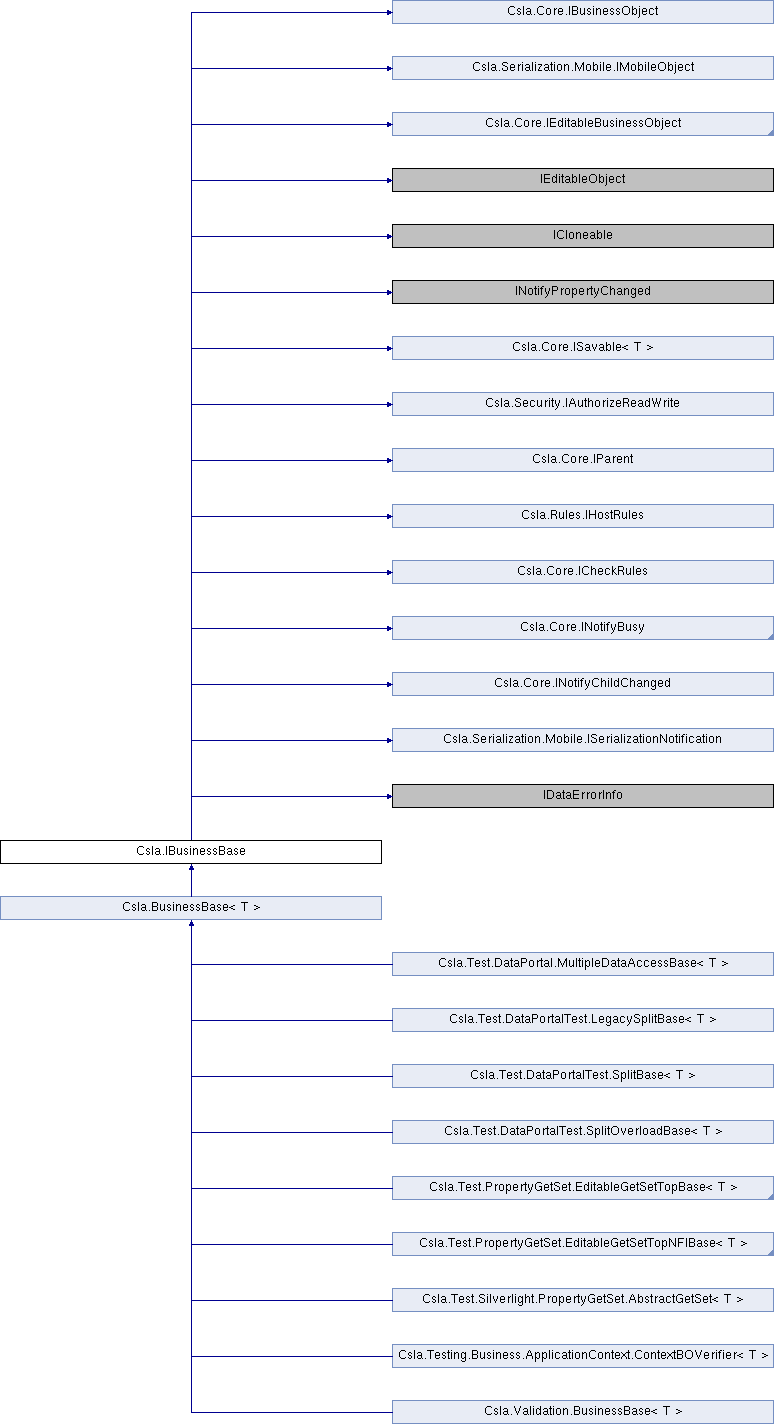 Csla.Core.IBusinessObject
Csla.Serialization.Mobile.IMobileObject
Csla.Core.IEditableBusinessObject
IEditableObject
ICloneable
INotifyPropertyChanged
Csla.Core.ISavable< T >
Csla.Security.IAuthorizeReadWrite
Csla.Core.IParent
Csla.Rules.IHostRules
Csla.Core.ICheckRules
Csla.Core.INotifyBusy
Csla.Core.INotifyChildChanged
Csla.Serialization.Mobile.ISerializationNotification
IDataErrorInfo
Csla.IBusinessBase
Csla.BusinessBase< T >
Csla.Test.DataPortal.MultipleDataAccessBase< T >
Csla.Test.DataPortalTest.LegacySplitBase< T >
Csla.Test.DataPortalTest.SplitBase< T >
Csla.Test.DataPortalTest.SplitOverloadBase< T >
Csla.Test.PropertyGetSet.EditableGetSetTopBase< T >
Csla.Test.PropertyGetSet.EditableGetSetTopNFIBase< T >
Csla.Test.Silverlight.PropertyGetSet.AbstractGetSet< T >
Csla.Testing.Business.ApplicationContext.ContextBOVerifier< T >
Csla.Validation.BusinessBase< T >